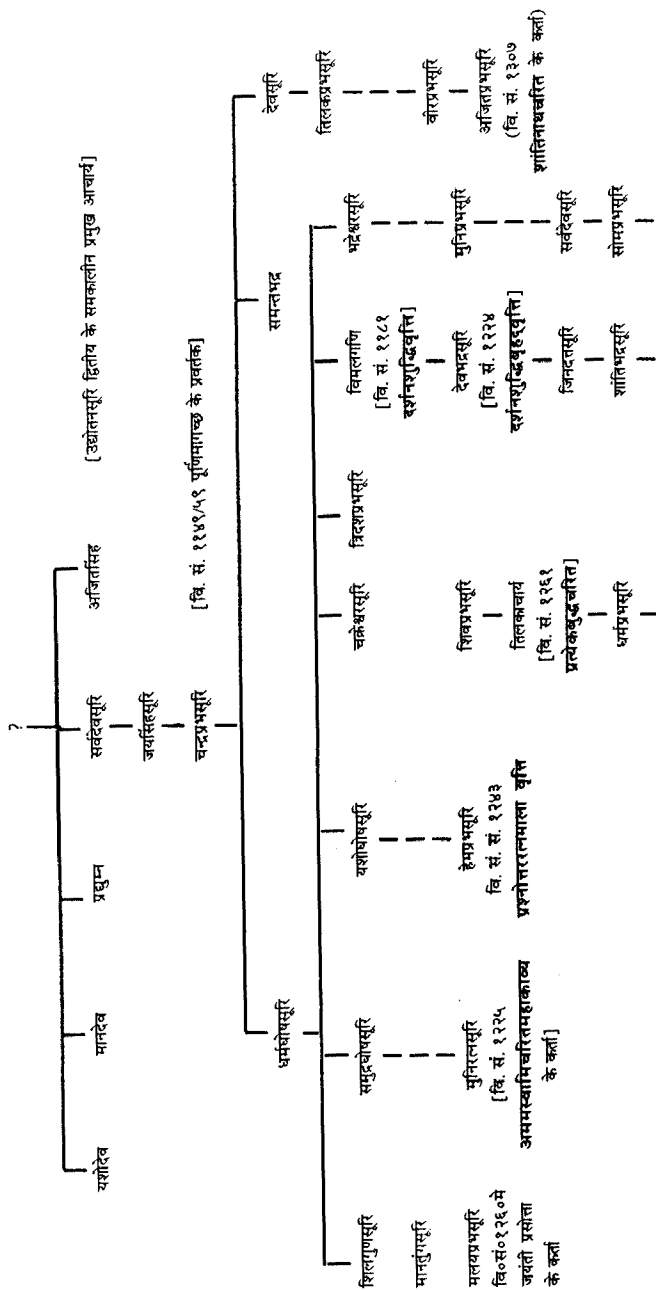 ?
यशोदेव
मानदेव
प्रद्युम्न
सर्वदेवसूरि
अजितसिंह
[उद्योतनसूरि द्वितीय के समकालीन प्रमुख आचार्य]
जयसिंहसूरि
चन्द्रप्रभसूरि
[वि. सं. ११४९/५९ पूर्णिमागच्छ के प्रवर्तक]
धर्मघोषसूरि
समन्तभद्र
देवसूरि
तिलकप्रभसूरि
वीरप्रभसूरि
अजितप्रभसूरि
(वि. सं. १३०७
शांतिनाथचरित के कर्ता)
शिलगुणसूरि
मानतुंगसूरि
मलयप्रभसूरि
वि०सं०१२६०मे
जयंती प्रसोत्ता
के कर्ता
समुद्रघोषसूरि
मुनिरत्नसूरि
[वि. सं. १२२५
अममस्वामिचरितमहाकाव्य
के कर्ता]
यशोघोषसूरि
हेमप्रभसूरि
वि. सं. सं. १२४३
प्रश्नोत्तररत्नमाला वृत्ति
चक्रेश्वरसूरि
शिवप्रभसूरि
तिलकाचार्य
[वि. सं. १२६१
प्रत्येकबुद्धचरित]
धर्मप्रभसूरि
त्रिदशप्रभसूरि
विमलगणि
[वि. सं. ११८१
दर्शनशुद्धिवृत्ति]
देवभद्रसूरि
[वि. सं. १२२४
दर्शनशुद्धिबृहद्वृत्ति]
जिनदत्तसूरि
शांतिभद्रसूरि
भद्रेश्वरसूरि
मुनिप्रभसूरि
सर्वदेवसूरि
सोमप्रभसूरि